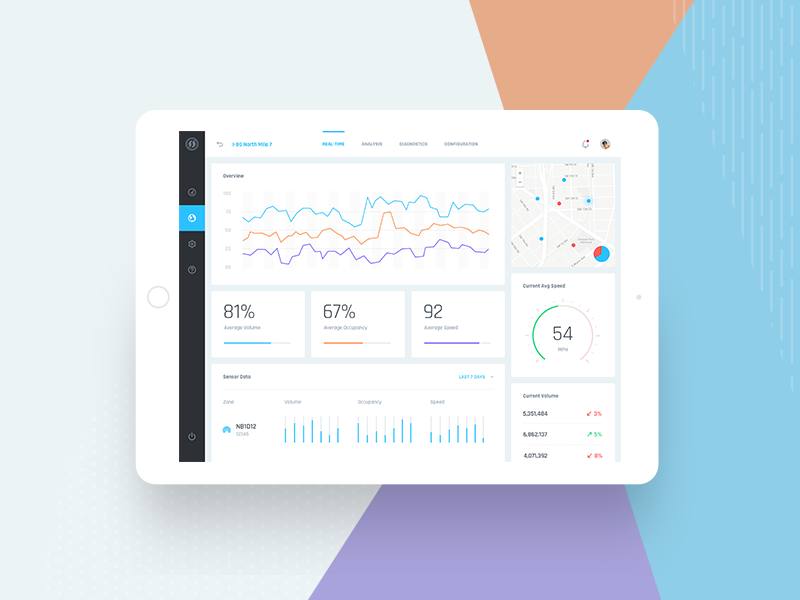 I-96 North Mile 7
REAL-TIME
ANALYSIS
DIAGNOSTICS
CONFIGURATION
Overview
100
75
50
25
00
81%
Average Volume
67%
Average Occupancy
92
Average Speed
Sensor Data
LAST 7 DAYS
Zone
Volume
Occupancy
Speed
NB1D12
Current Avg Speed
54
MPH
Current Volume
5,351,484
3%
6,862,137
5%
4,071,392
8%